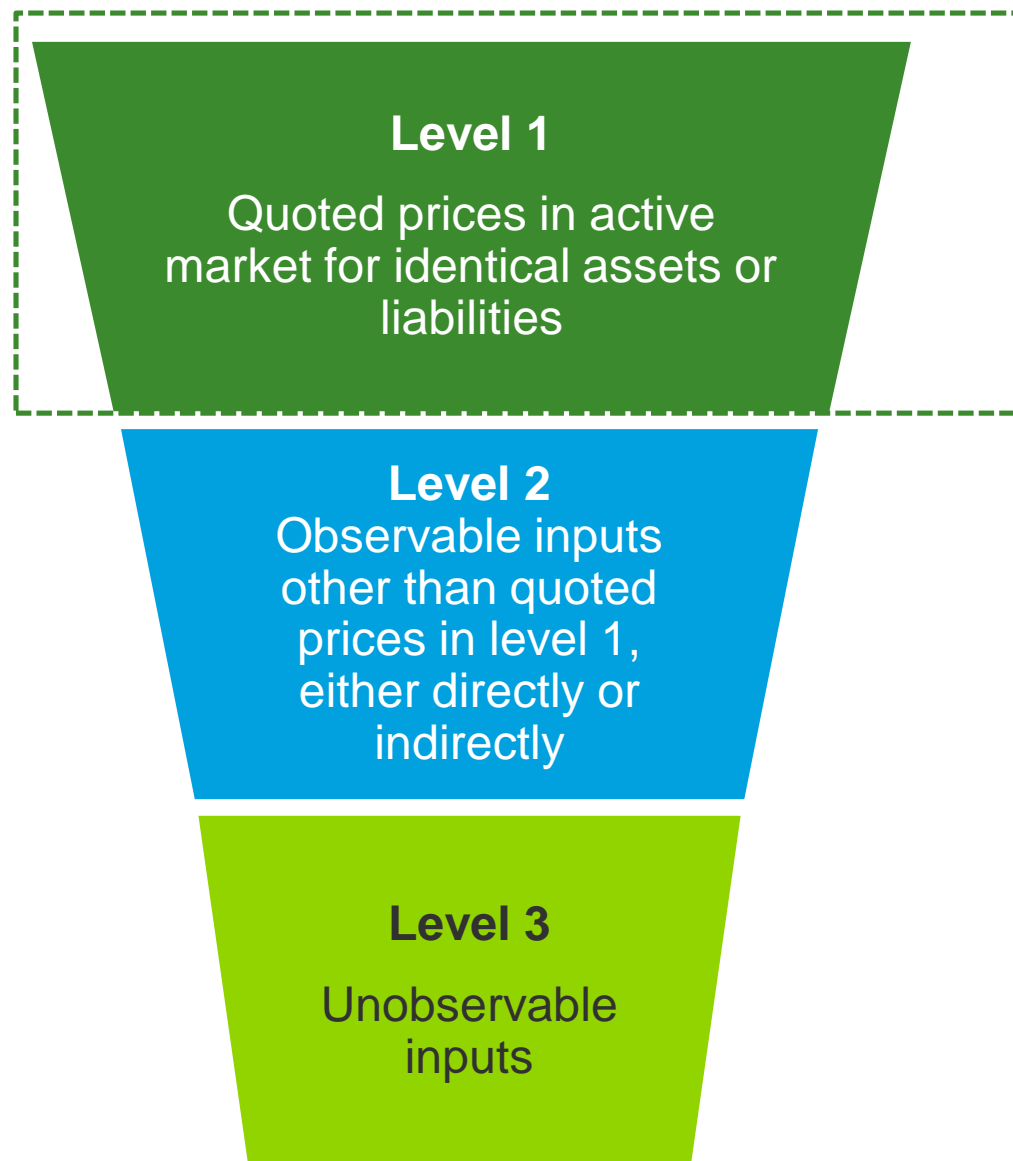 Level 1
Quoted prices in active
market for identical assets or
liabilities
Level 2
Observable inputs
other than quoted
prices in level 1,
either directly or
indirectly
Level 3
Unobservable
inputs